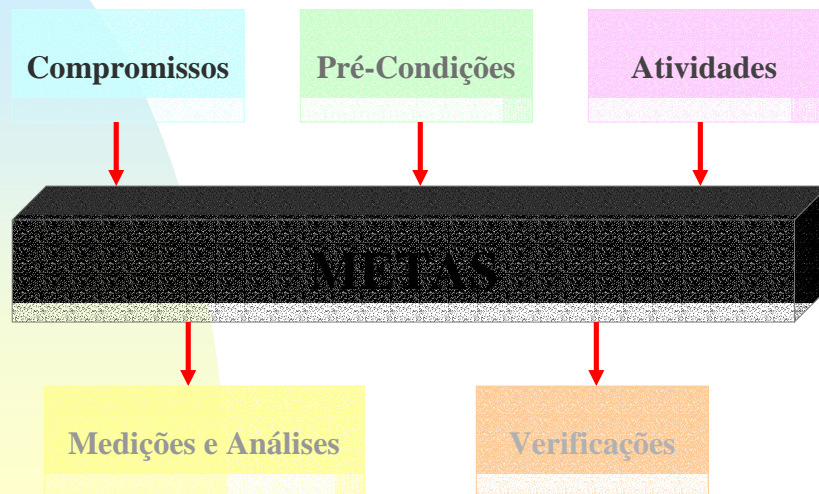 Compromissos
Pré-Condições
Atividades
METAS
Medições e Análises
Verificações